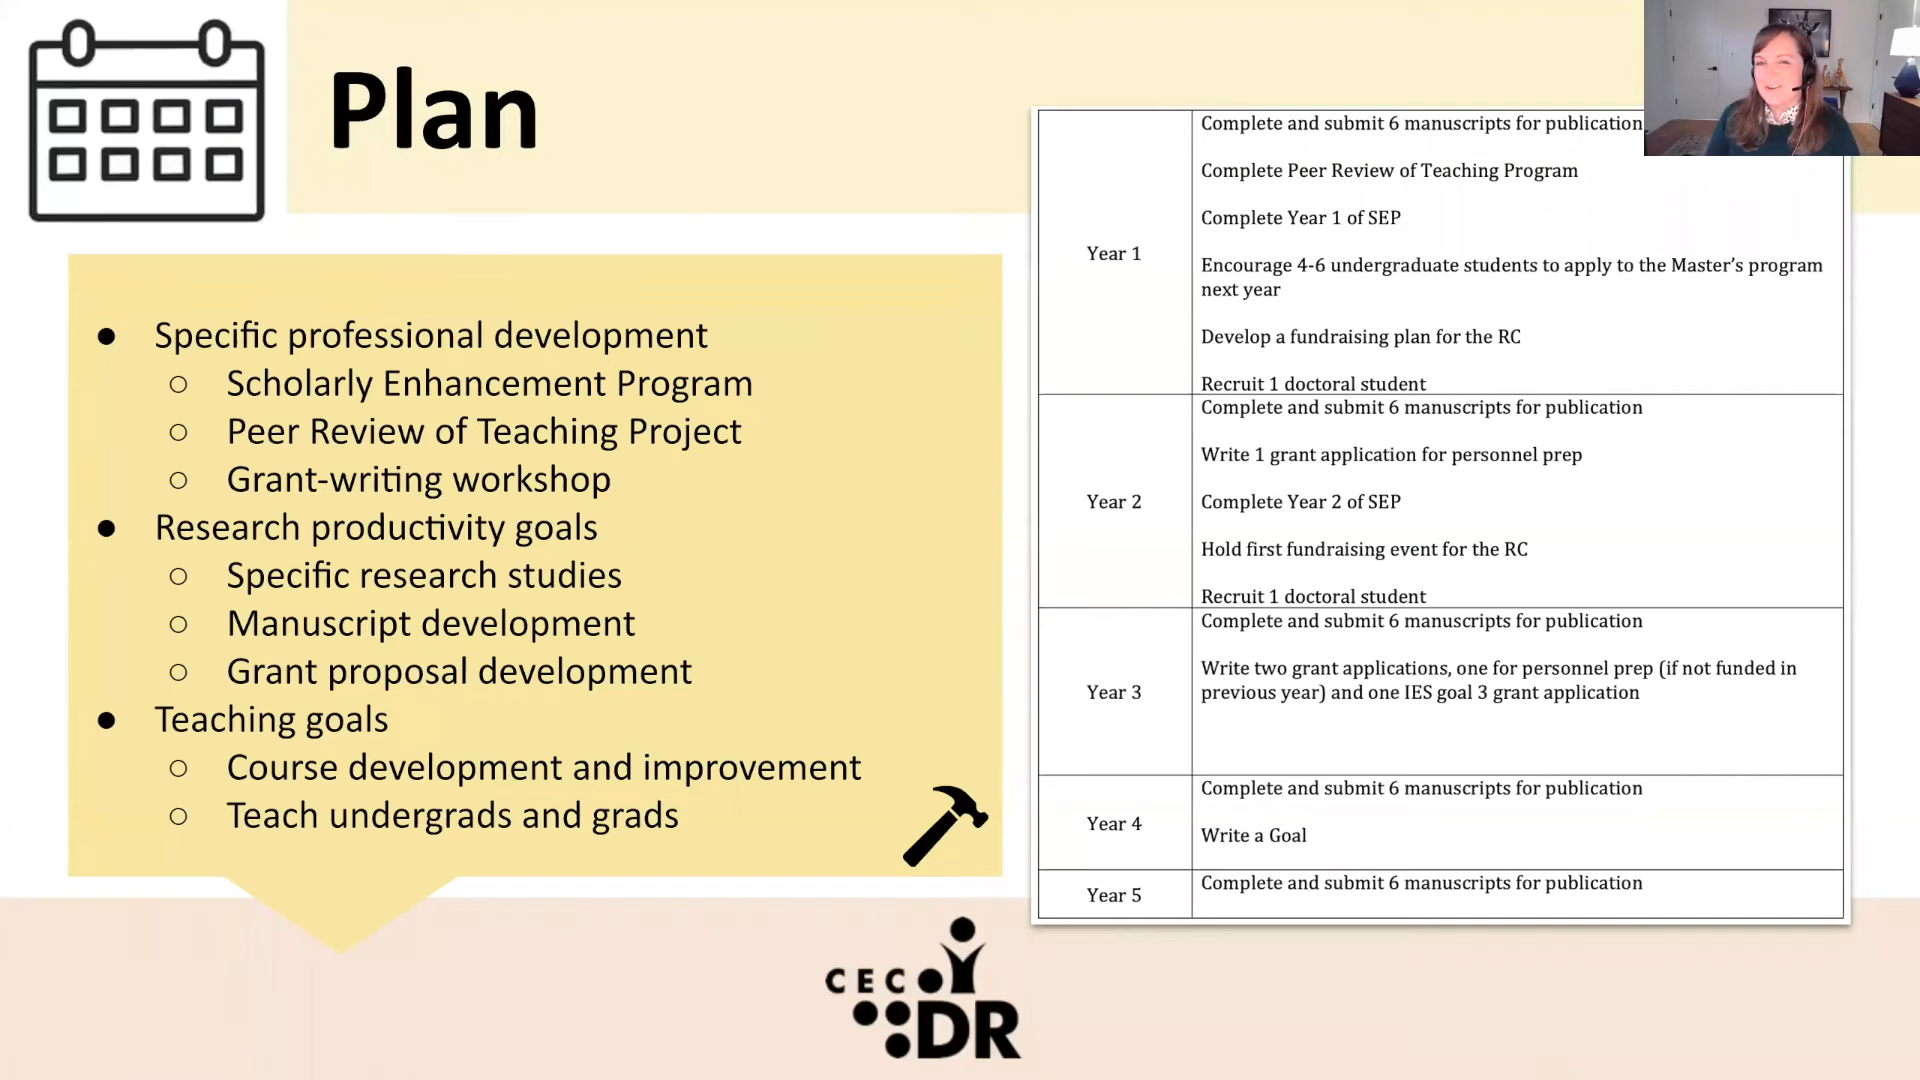 Plan
● Specific professional development
○ Scholarly Enhancement Program
○ Peer Review of Teaching Project
○ Grant-writing workshop
● Research productivity goals
○ Specific research studies
○ Manuscript development
○ Grant proposal development
● Teaching goals
○ Course development and improvement
○ Teach undergrads and grads
Year 1
Complete and submit 6 manuscripts for publication
Complete Peer Review of Teaching Program
Complete Year 1 of SEP
Encourage 4-6 undergraduate students to apply to the Master’s program
next year
Develop a fundraising plan for the RC
Recruit 1 doctoral student
Year 2
Complete and submit 6 manuscripts for publication
Write 1 grant application for personnel prep
Complete Year 2 of SEP
Hold first fundraising event for the RC
Recruit 1 doctoral student
Year 3
Complete and submit 6 manuscripts for publication
Write two grant applications, one for personnel prep (if not funded in
previous year) and one IES goal 3 grant application
Year 4
Complete and submit 6 manuscripts for publication
Write a Goal
Year 5
Complete and submit 6 manuscripts for publication
CEC
DR